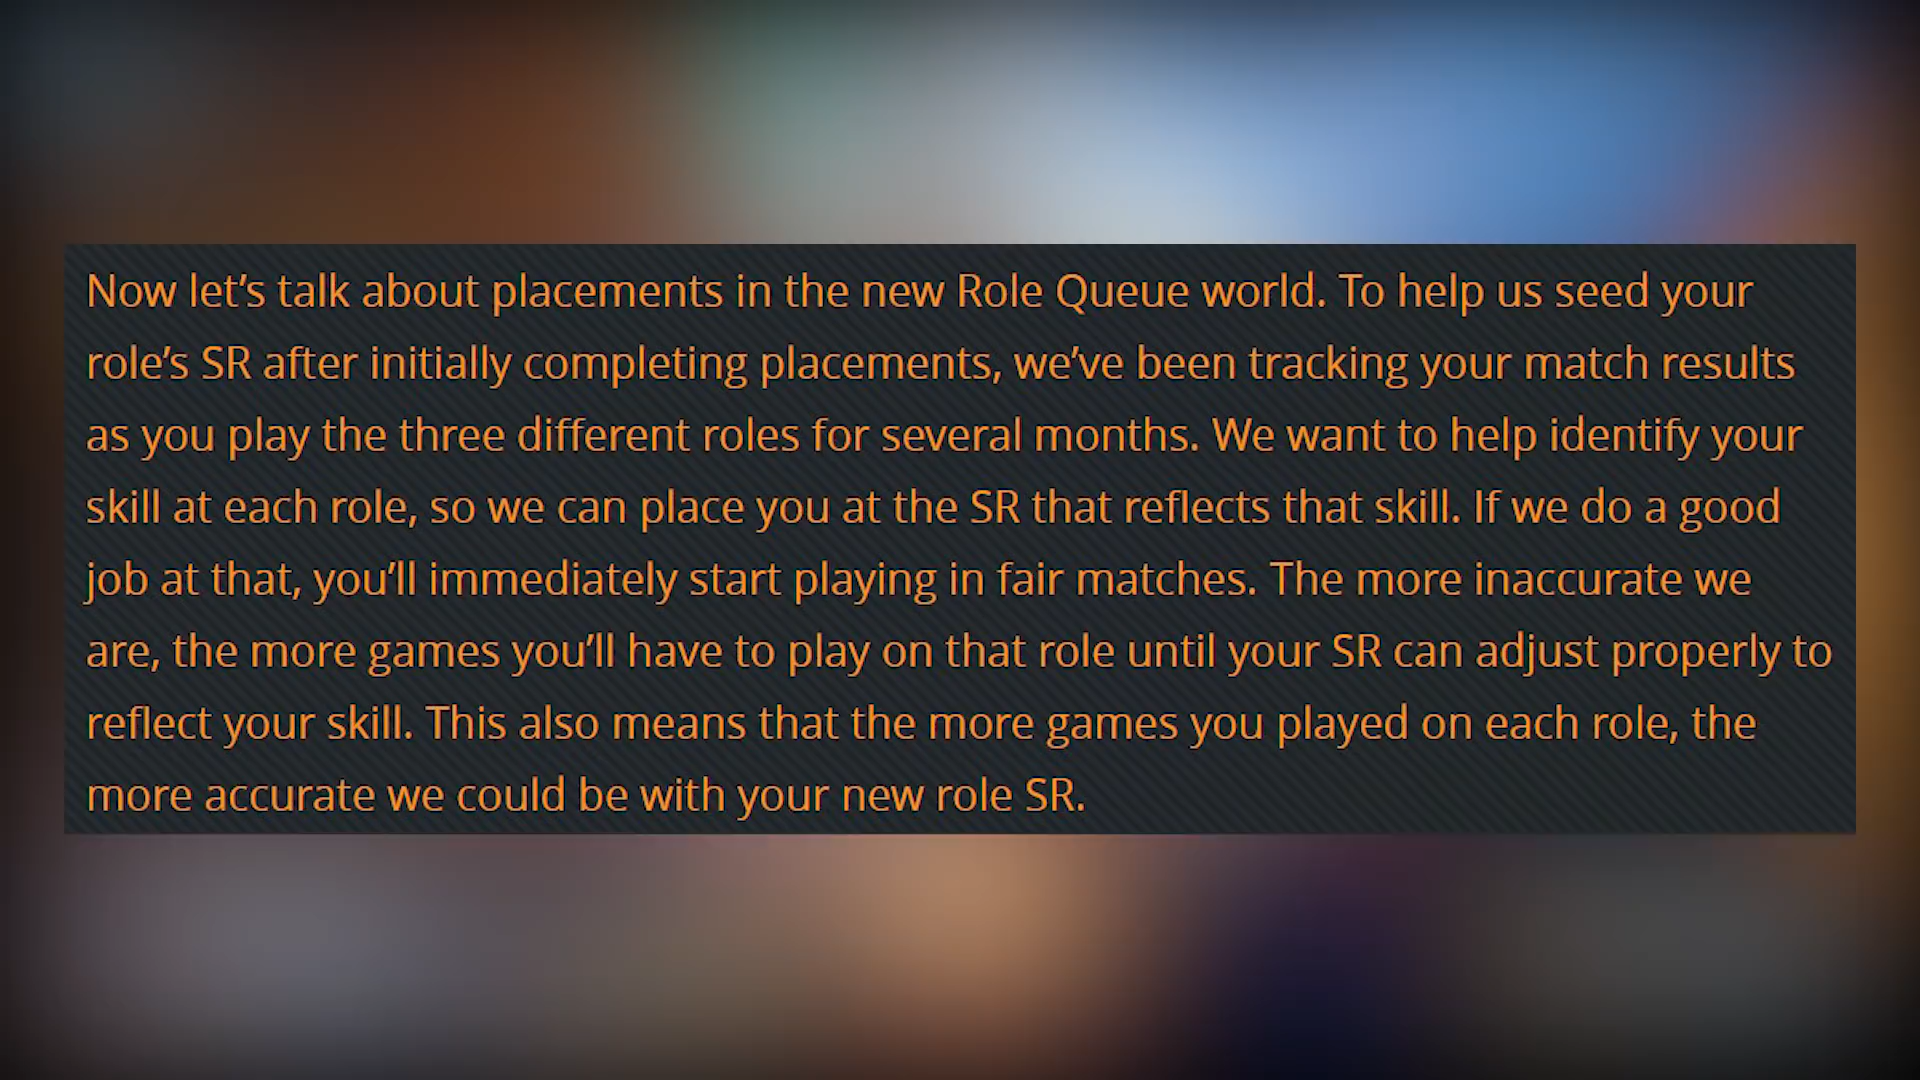 Now let’s talk about placements in the new Role Queue world. To help us seed your
role’s SR after initially completing placements, we’ve been tracking your match results
as you play the three different roles for several months. We want to help identify your
skill at each role, so we can place you at the SR that reflects that skill. If we do a good
job at that, you’ll immediately start playing in fair matches. The more inaccurate we
are, the more games you’ll have to play on that role until your SR can adjust properly to
reflect your skill. This also means that the more games you played on each role, the
more accurate we could be with your new role SR.